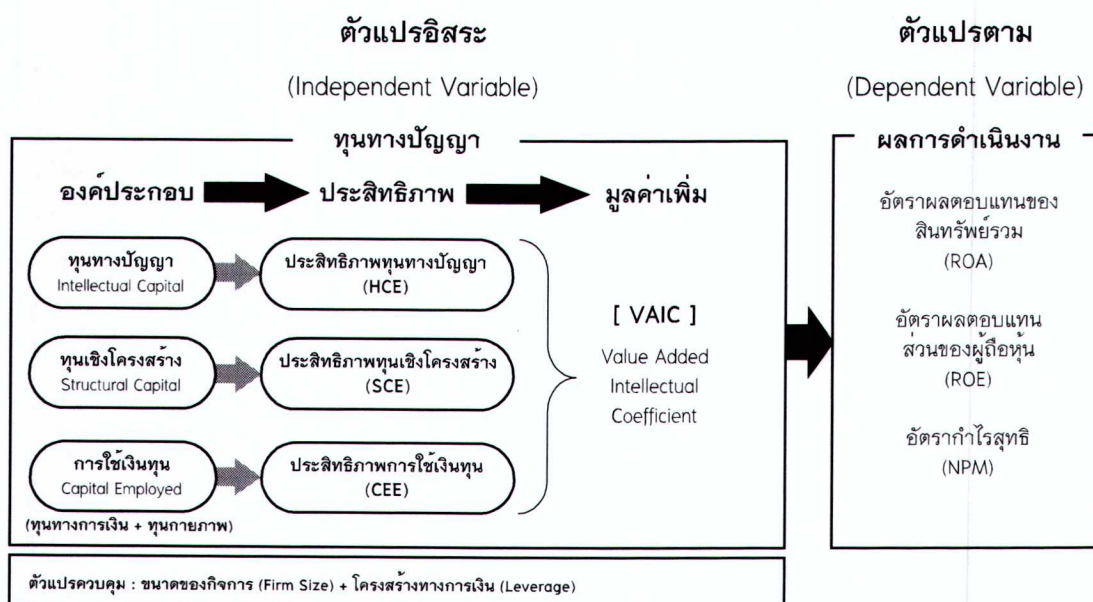 ตัวแปรอิสระ
(Independent Variable)
ตัวแปรตาม
(Dependent Variable)
ทุนทางปัญญา
องค์ประกอบ
ประสิทธิภาพ
มูลค่าเพิ่ม
ทุนทางปัญญา
Intellectual Capital
ประสิทธิภาพทุนทางปัญญา
(HCE)
ทุนเชิงโครงสร้าง
Structural Capital
ประสิทธิภาพทุนเชิงโครงสร้าง
(SCE)
การใช้เงินทุน
Capital Employed
ประสิทธิภาพการใช้เงินทุน
(CEE)
(ทุนทางการเงิน + ทุนกายภาพ)
[ VAIC ]
Value Added
Intellectual
Coefficient
ผลการดำเนินงาน
อัตราผลตอบแทนของ
สินทรัพย์รวม
(ROA)
อัตราผลตอบแทน
ส่วนของผู้ถือหุ้น
(ROE)
อัตรากำไรสุทธิ
(NPM)
ตัวแปรควบคุม : ขนาดของกิจการ (Firm Size) + โครงสร้างทางการเงิน (Leverage)